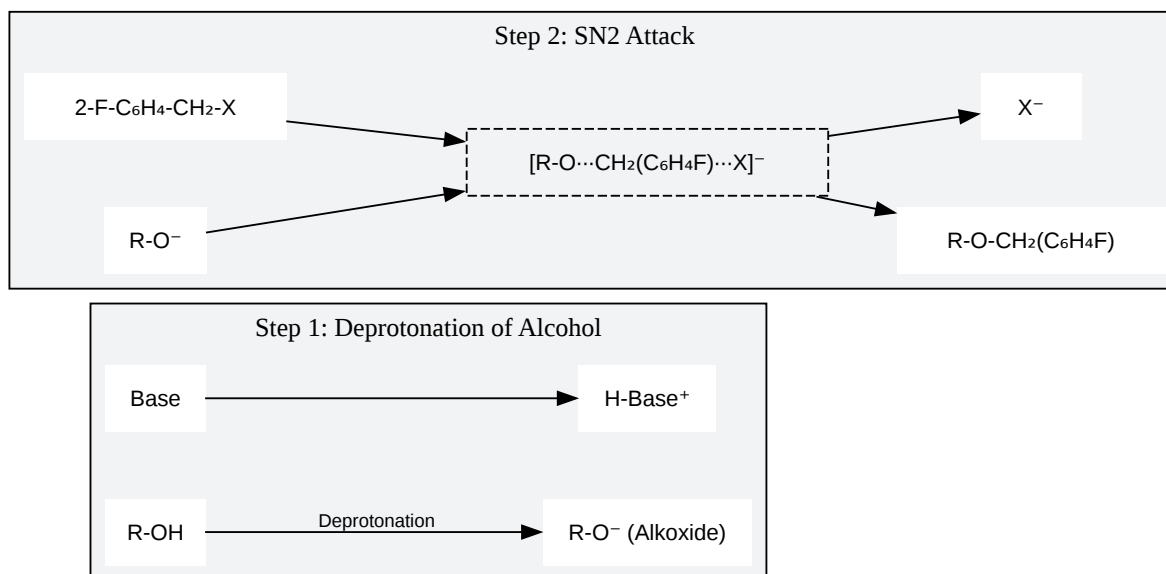 Step 2: SN2 Attack
2-F-C₆H₄-CH₂-X
X⁻
[R-O···CH₂(C₆H₄F)···X]⁻
R-O⁻
R-O-CH₂(C₆H₄F)
Step 1: Deprotonation of Alcohol
Base
H-Base⁺
R-OH
Deprotonation
R-O⁻ (Alkoxide)